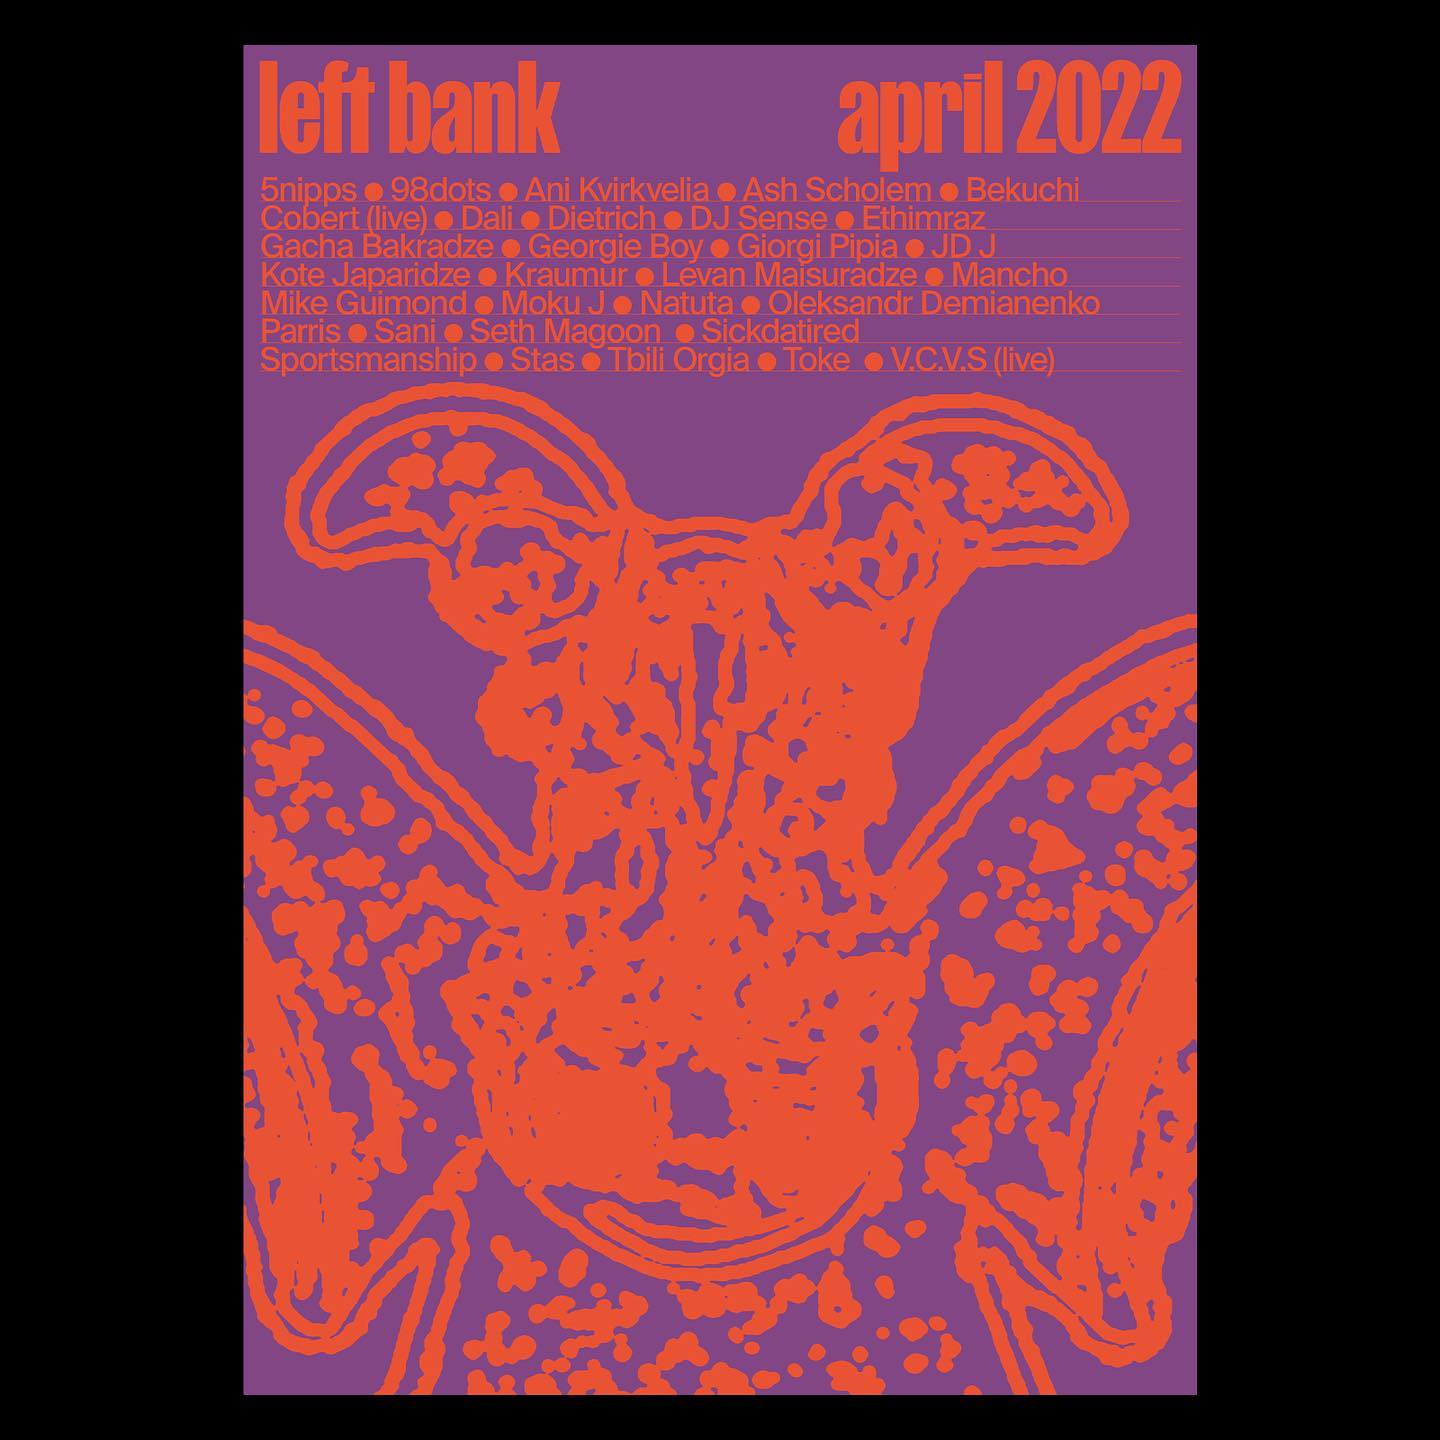 left bank april 2022
5nipps ● 98dots ● Ani Kvirkvelia ● Ash Scholem ● Bekuchi
Cobert (live) ● Dali ● Dietrich ● DJ Sense ● Ethimraz
Gacha Bakradze ● Georgie Boy ● Giorgi Pipia ● JD J
Kote Japaridze ● Kraumur ● Levan Maisuradze ● Mancho
Mike Guimond ● Moku J ● Natuta ● Oleksandr Demianenko
Parris ● Sani ● Seth Magoon ● Sickdatired
Sportsmanship ● Stas ● Tbili Orgia ● Toke ● V.C.V.S (live)